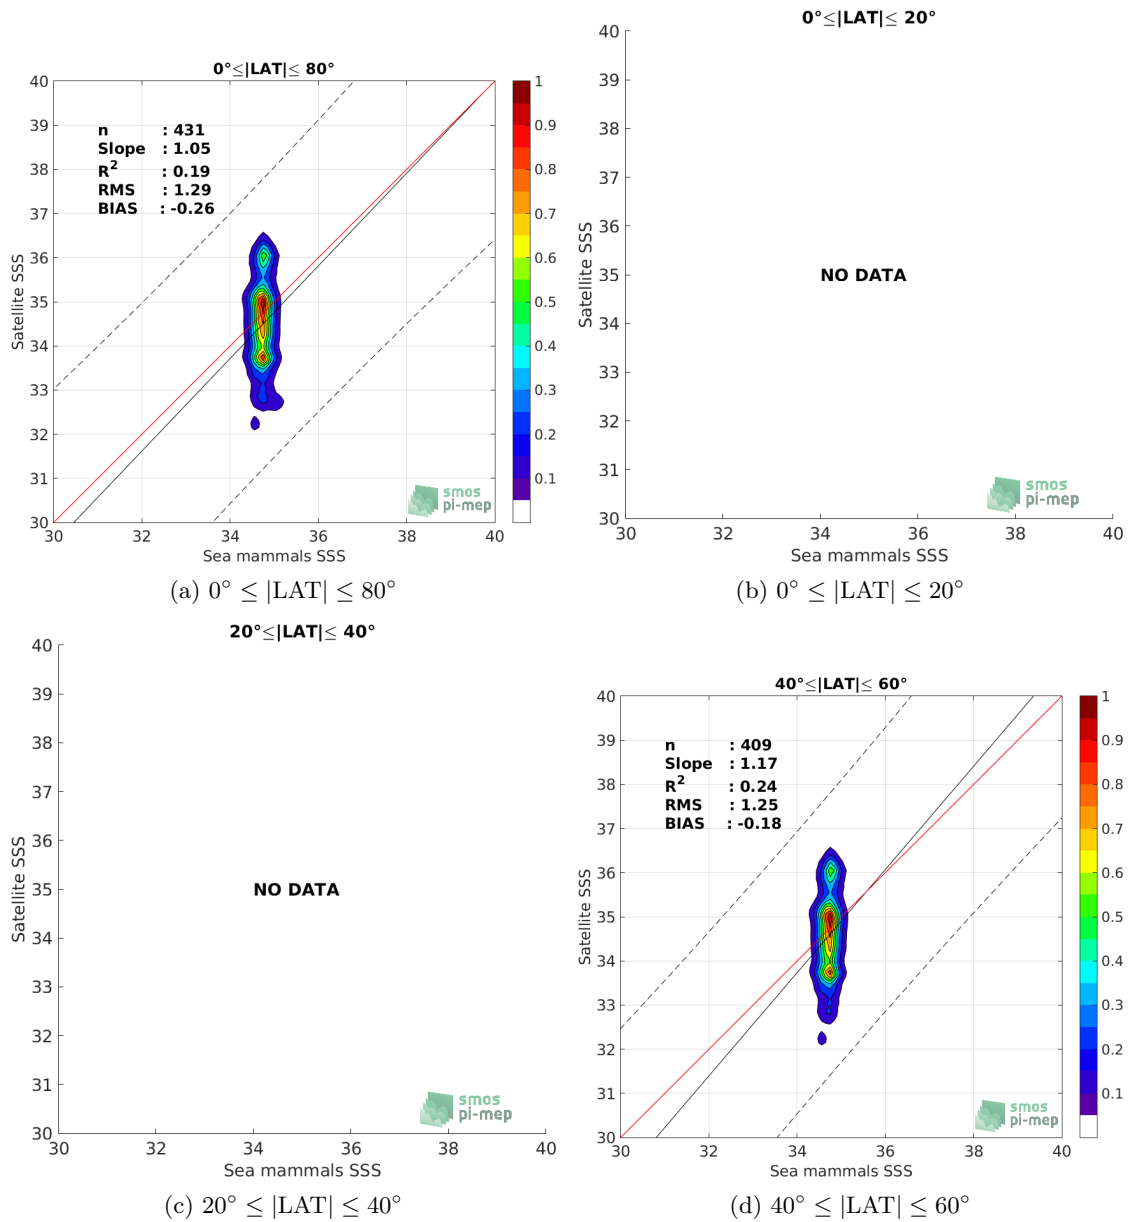 0°≤|LAT|≤ 80°
40
39
38
37
36
35
34
33
32
31
30
Satellite SSS
n : 431
Slope : 1.05
R² : 0.19
RMS : 1.29
BIAS : -0.26
smos
pi-mep
30 32 34 36 38 40
Sea mammals SSS
1
0.9
0.8
0.7
0.6
0.5
0.4
0.3
0.2
0.1
(a) 0° ≤ |LAT| ≤ 80°
0°≤|LAT|≤ 20°
40
39
38
37
36
35
34
33
32
31
30
Satellite SSS
NO DATA
smos
pi-mep
30 32 34 36 38 40
Sea mammals SSS
(b) 0° ≤ |LAT| ≤ 20°
20°≤|LAT|≤ 40°
40
39
38
37
36
35
34
33
32
31
30
Satellite SSS
NO DATA
smos
pi-mep
30 32 34 36 38 40
Sea mammals SSS
(c) 20° ≤ |LAT| ≤ 40°
40°≤|LAT|≤ 60°
40
39
38
37
36
35
34
33
32
31
30
Satellite SSS
n : 409
Slope : 1.17
R² : 0.24
RMS : 1.25
BIAS : -0.18
smos
pi-mep
30 32 34 36 38 40
Sea mammals SSS
1
0.9
0.8
0.7
0.6
0.5
0.4
0.3
0.2
0.1
(d) 40° ≤ |LAT| ≤ 60°